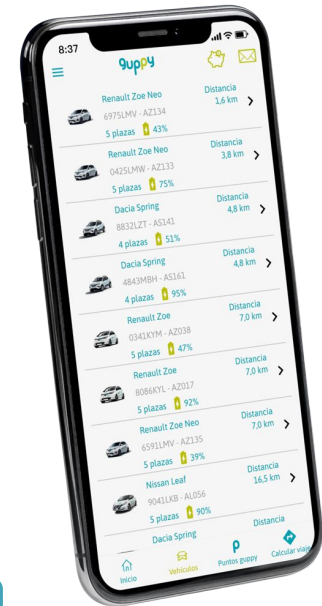 8:37
guppy
Renault Zoe Neo
Distancia
6975LMV - AZ134
1,6 km
5 plazas 43%
Renault Zoe Neo
Distancia
0425LMW - AZ133
3,8 km
5 plazas 75%
Dacia Spring
Distancia
8832LZT - AS141
4,8 km
4 plazas 51%
Dacia Spring
Distancia
4843MBH - AS161
4,8 km
4 plazas 95%
Renault Zoe
Distancia
0341KYM - AZ038
7,0 km
5 plazas 47%
Renault Zoe
Distancia
8086KYL - AZ017
7,0 km
5 plazas 92%
Renault Zoe Neo
Distancia
6591LMV - AZ135
7,0 km
5 plazas 39%
Nissan Leaf
Distancia
9041LKB - AL056
16,5 km
5 plazas 90%
Dacia Spring
Distancia
Inicio
Vehículos
Puntos guppy
Calcular viaje